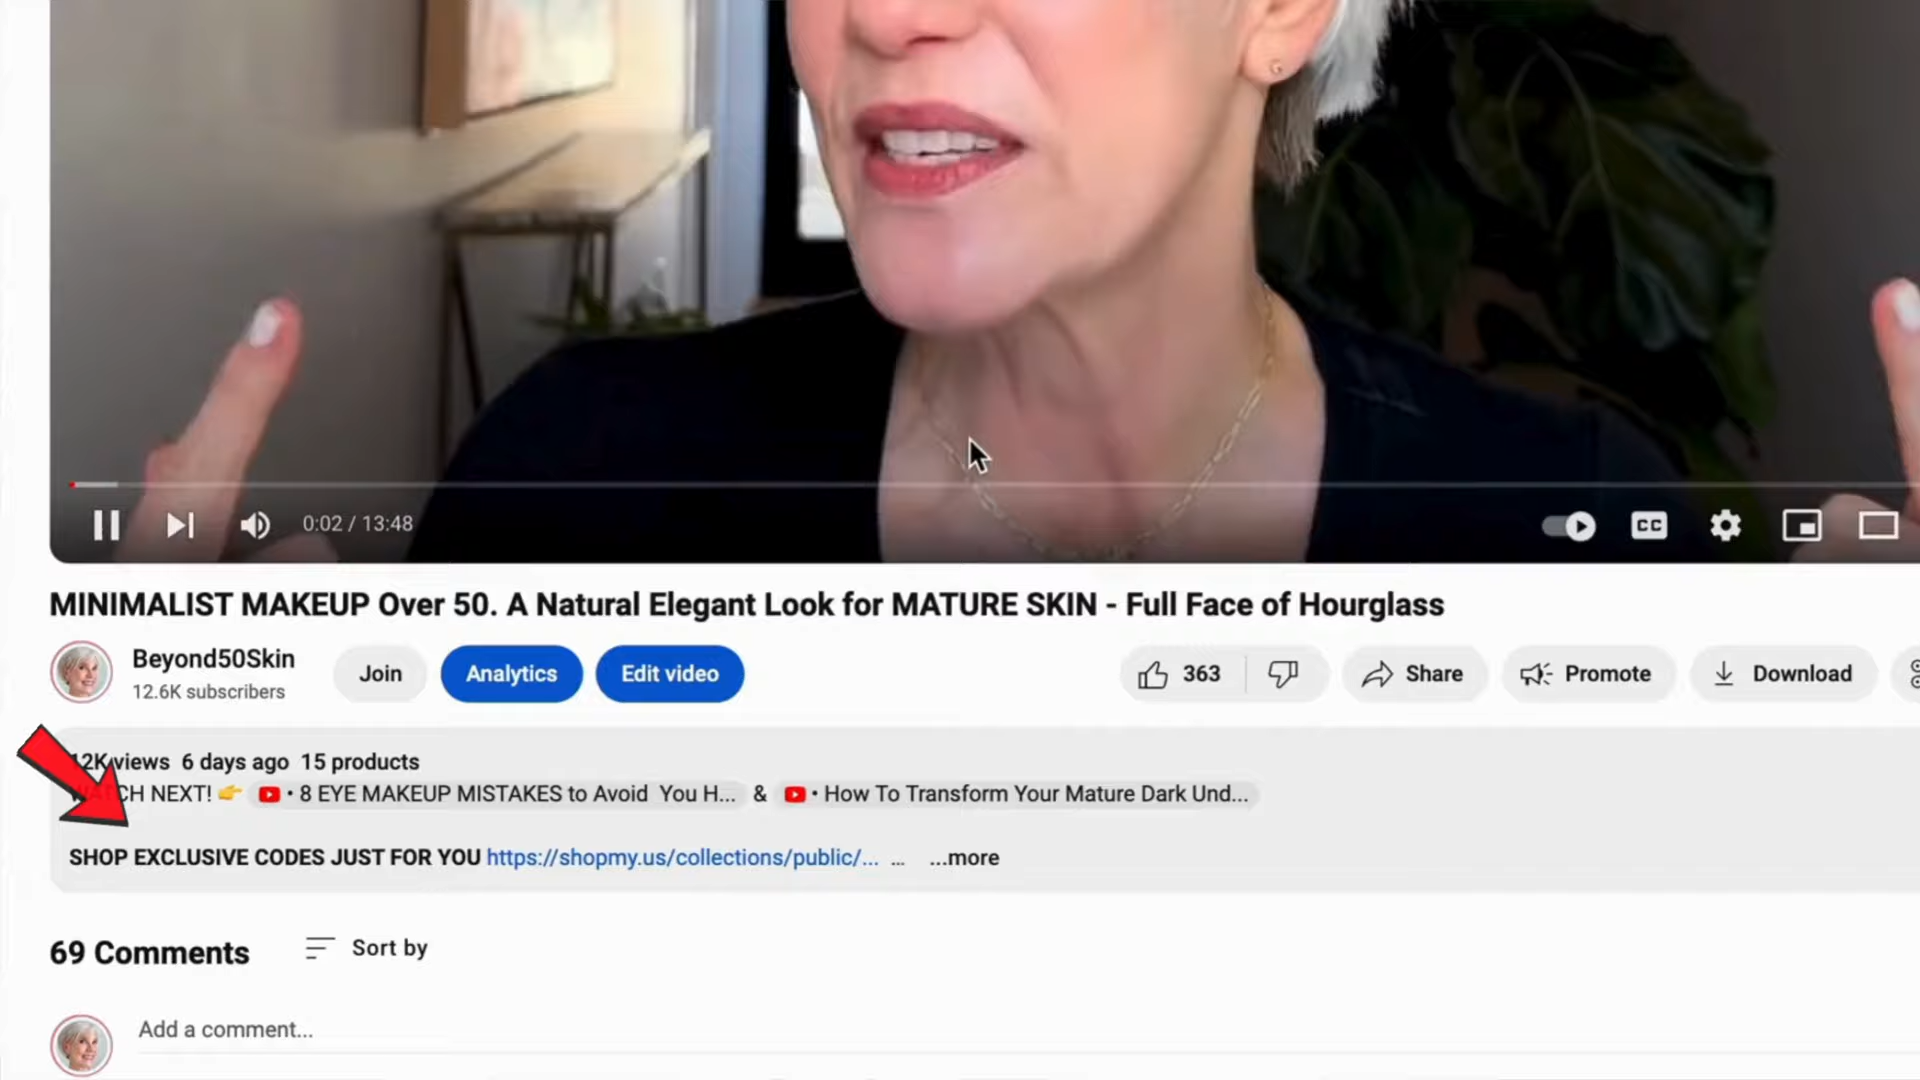 0:02 / 13:48
CC
MINIMALIST MAKEUP Over 50. A Natural Elegant Look for MATURE SKIN - Full Face of Hourglass
Beyond50Skin
12.6K subscribers
Join
Analytics
Edit video
363
Share
Promote
Download
12K views 6 days ago 15 products
WATCH NEXT! 👉 • 8 EYE MAKEUP MISTAKES to Avoid You H... & • How To Transform Your Mature Dark Und...
SHOP EXCLUSIVE CODES JUST FOR YOU https://shopmy.us/collections/public/... ... ...more
69 Comments
Sort by
Add a comment...